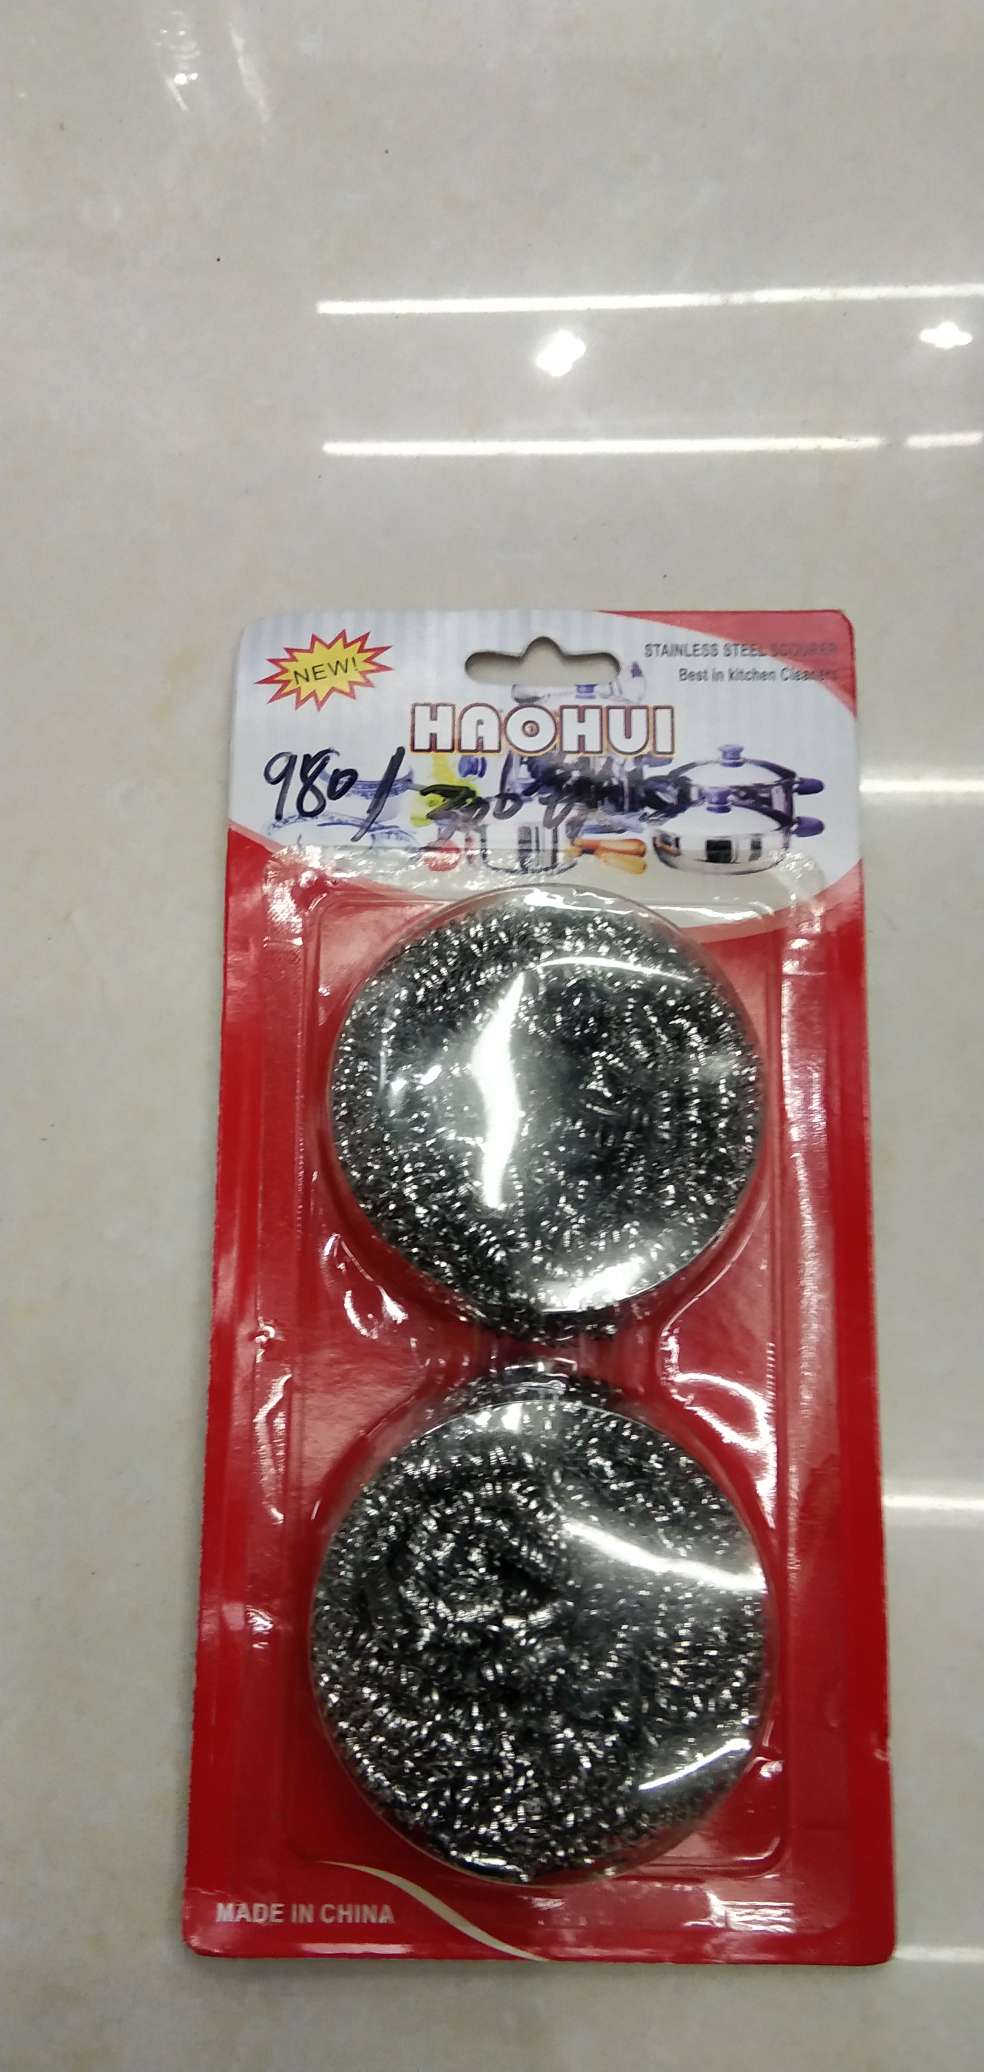 NEW!
STAINLESS STEEL SCOURER
Best in kitchen Cleaners
HAOHUI
980/
MADE IN CHINA